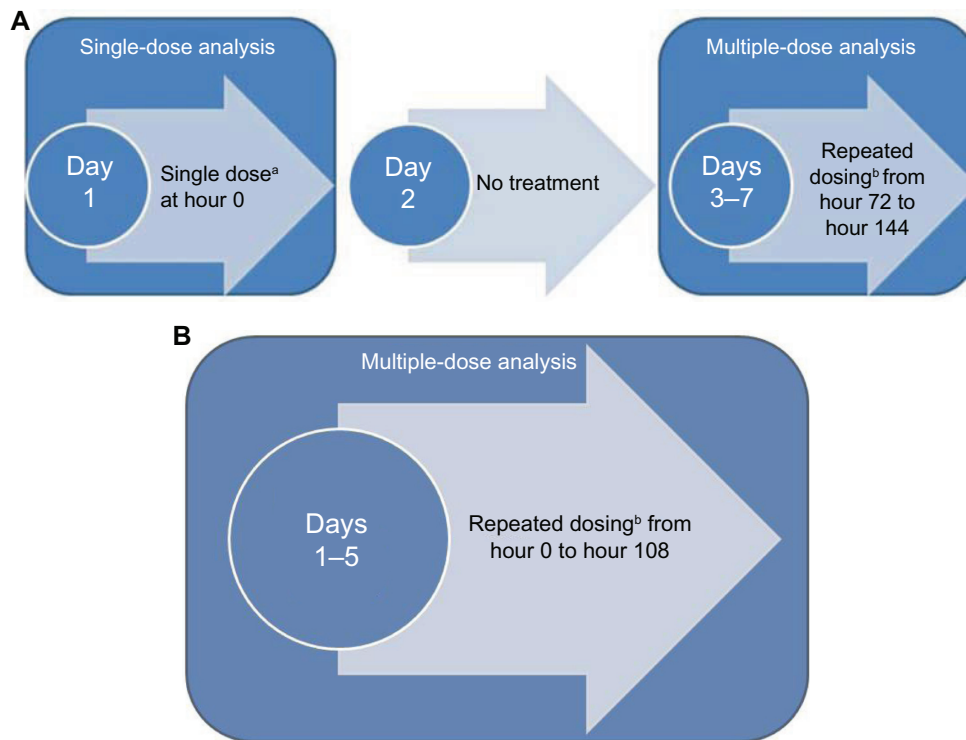 A
Single-dose analysis
Day
1
Single doseᵃ
at hour 0
Day
2
No treatment
Multiple-dose analysis
Days
3–7
Repeated
dosingᵇ from
hour 72 to
hour 144
B
Multiple-dose analysis
Days
1–5
Repeated dosingᵇ from
hour 0 to hour 108